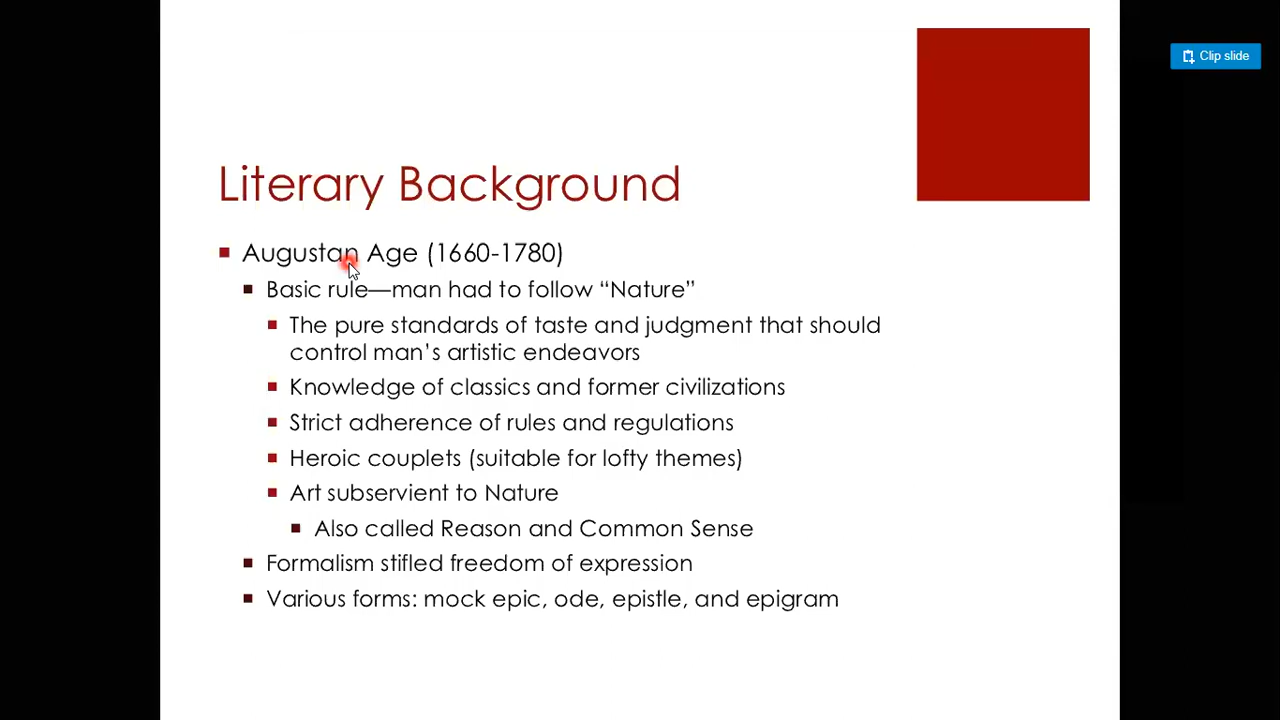 Clip slide
Literary Background
Augustan Age (1660-1780)
Basic rule—man had to follow “Nature”
The pure standards of taste and judgment that should
control man’s artistic endeavors
Knowledge of classics and former civilizations
Strict adherence of rules and regulations
Heroic couplets (suitable for lofty themes)
Art subservient to Nature
Also called Reason and Common Sense
Formalism stifled freedom of expression
Various forms: mock epic, ode, epistle, and epigram